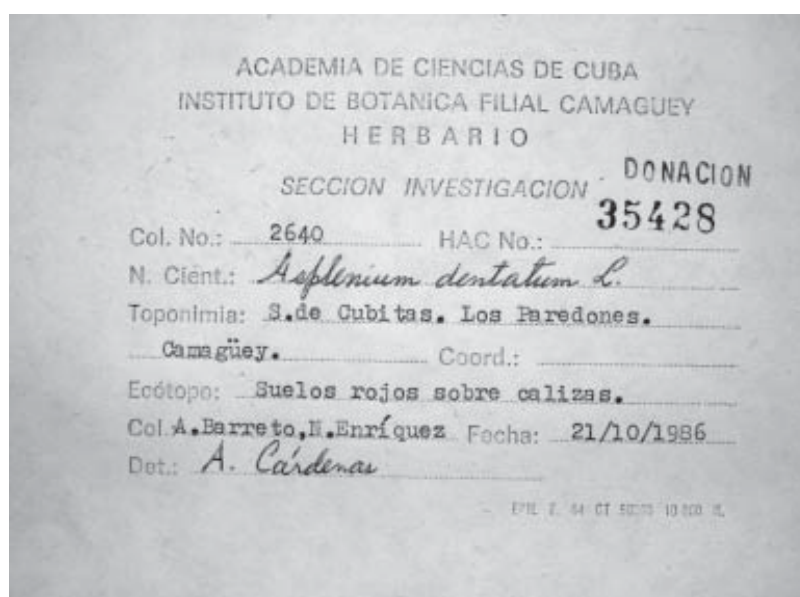 ACADEMIA DE CIENCIAS DE CUBA
INSTITUTO DE BOTANICA FILIAL CAMAGUEY
HERBARIO
DONACION
SECCION INVESTIGACION
35428
Col. No.: 2640 HAC No.:
N. Cient.: Asplenium dentatum L.
Toponimia: S.de Cubitas. Los Paredones.
Camagüey. Coord.:
Ecótopo: Suelos rojos sobre calizas.
Col A.Barreto,N.Enríquez Fecha: 21/10/1986
Det.: A. Cárdenas